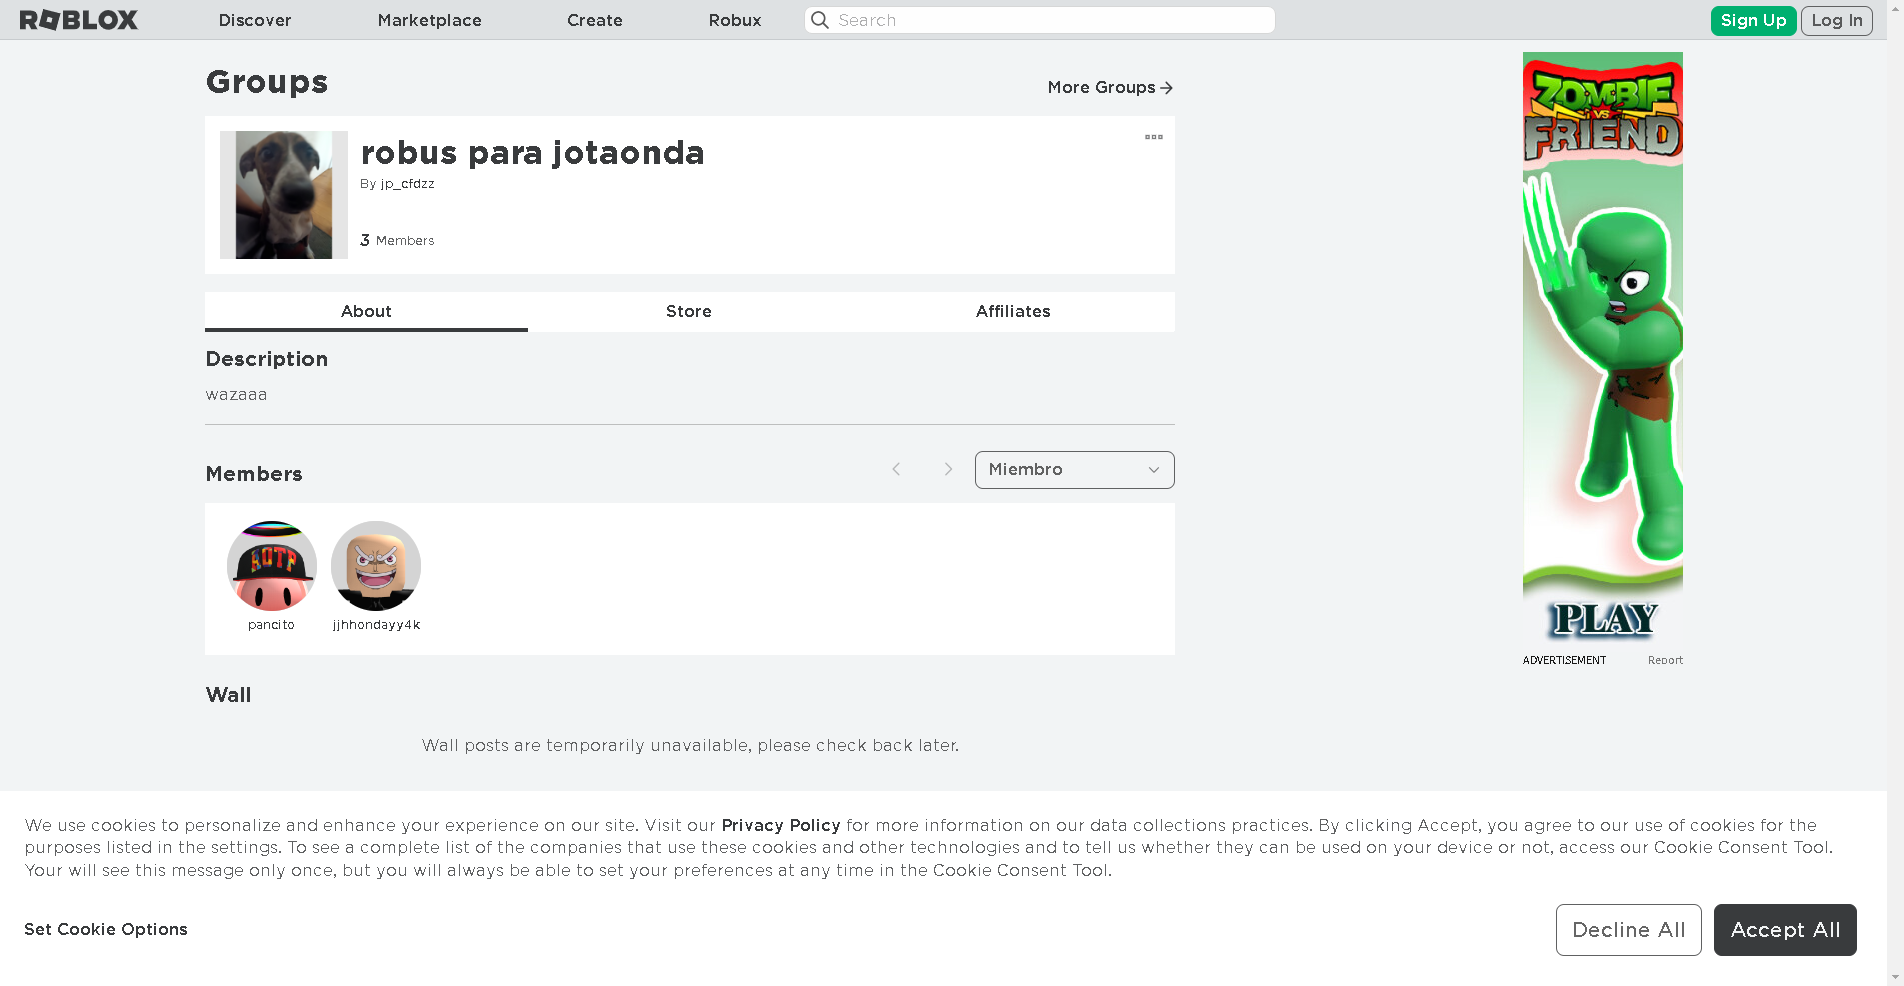 ROBLOX
Discover
Marketplace
Create
Robux
Search
Sign Up
Log In
Groups
More Groups
robus para jotaonda
By jp_cfdzz
3 Members
About
Store
Affiliates
Description
wazaaa
Members
Miembro
AOTP
pancito
jjhhondayy4k
Wall
Wall posts are temporarily unavailable, please check back later.
ZOMBIE
VS
FRIEND
PLAY
ADVERTISEMENT
Report
We use cookies to personalize and enhance your experience on our site. Visit our Privacy Policy for more information on our data collections practices. By clicking Accept, you agree to our use of cookies for the
purposes listed in the settings. To see a complete list of the companies that use these cookies and other technologies and to tell us whether they can be used on your device or not, access our Cookie Consent Tool.
Your will see this message only once, but you will always be able to set your preferences at any time in the Cookie Consent Tool.
Set Cookie Options
Decline All
Accept All